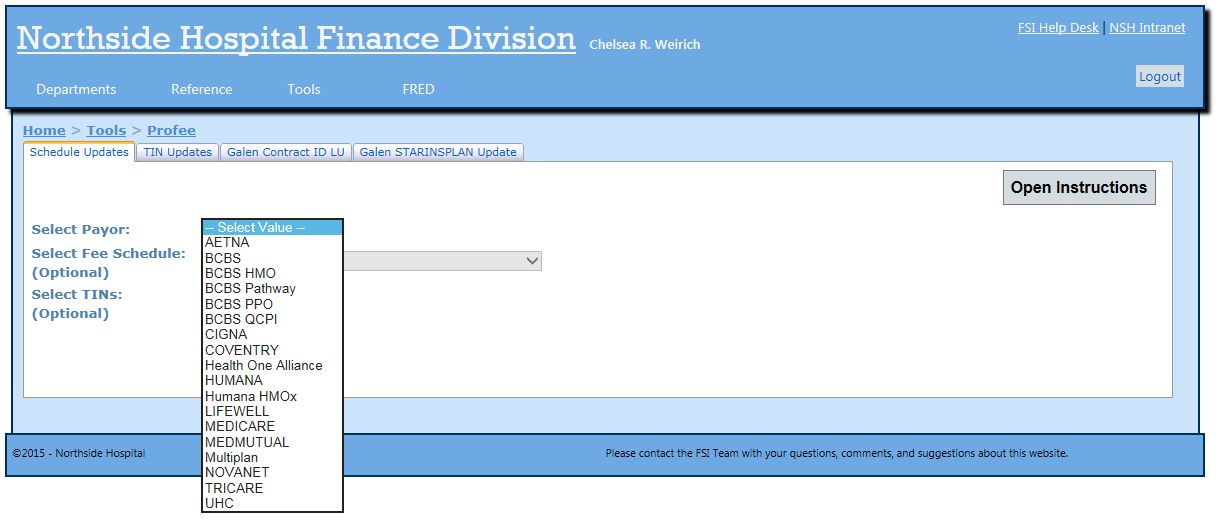 Northside Hospital Finance Division Chelsea R. Weirich
FSI Help Desk | NSH Intranet
Logout
Departments Reference Tools FRED
Home > Tools > Profee
Schedule Updates TIN Updates Galen Contract ID LU Galen STARINSPLAN Update
Open Instructions
Select Payor:
Select Fee Schedule:
(Optional)
Select TINs:
(Optional)
-- Select Value --
AETNA
BCBS
BCBS HMO
BCBS Pathway
BCBS PPO
BCBS QCPI
CIGNA
COVENTRY
Health One Alliance
HUMANA
Humana HMOx
LIFEWELL
MEDICARE
MEDMUTUAL
Multiplan
NOVANET
TRICARE
UHC
©2015 - Northside Hospital
Please contact the FSI Team with your questions, comments, and suggestions about this website.